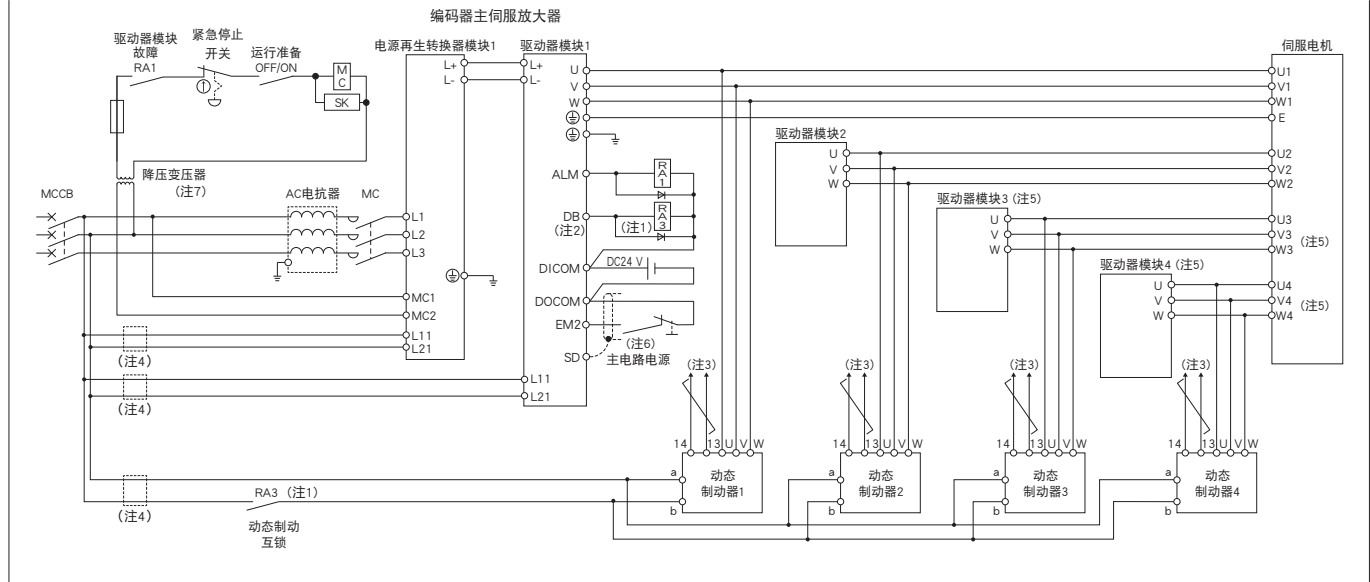 编码器主伺服放大器
驱动器模块
故障
RA1
紧急停止
开关
运行准备
OFF/ON
M
C
SK
电源再生转换器模块1
L+
L-
驱动器模块1
L+
L-
U
V
W
伺服电机
U1
V1
W1
E
驱动器模块2
U
V
W
U2
V2
W2
降压变压器
(注7)
MCCB
AC电抗器
MC
L1
L2
L3
ALM
R
A
1
DB
(注2)
(注1)
R
A
3
驱动器模块3 (注5)
U
V
W
U3
V3
W3
(注5)
DICOM
DC24 V
驱动器模块4 (注5)
U
V
W
U4
V4
W4
(注5)
MC1
MC2
DOCOM
EM2
(注6)
主电路电源
SD
L11
L21
(注4)
L11
L21
(注4)
(注3)
(注3)
(注3)
(注3)
14
13
U
V
W
14
13
U
V
W
14
13
U
V
W
14
13
U
V
W
a
b
动态
制动器1
a
b
动态
制动器2
a
b
动态
制动器3
a
b
动态
制动器4
(注4)
RA3 (注1)
动态制动
互锁